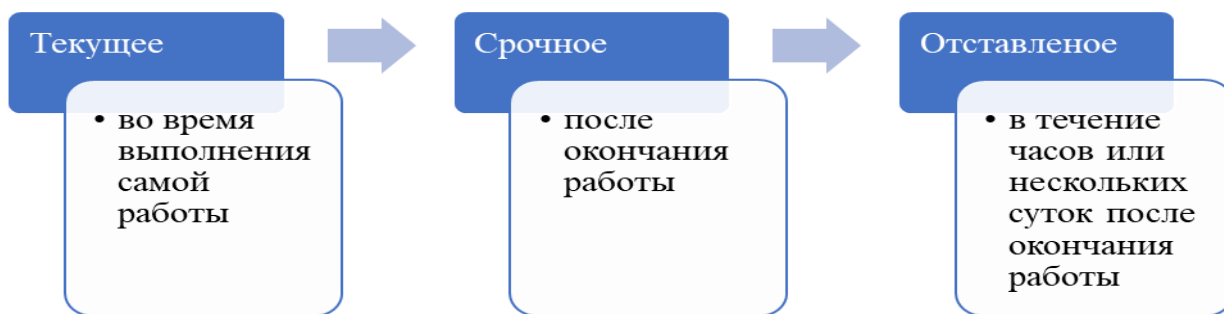 Текущее
• во время
выполнения
самой
работы
Срочное
• после
окончания
работы
Отставленое
• в течение
часов или
нескольких
суток после
окончания
работы